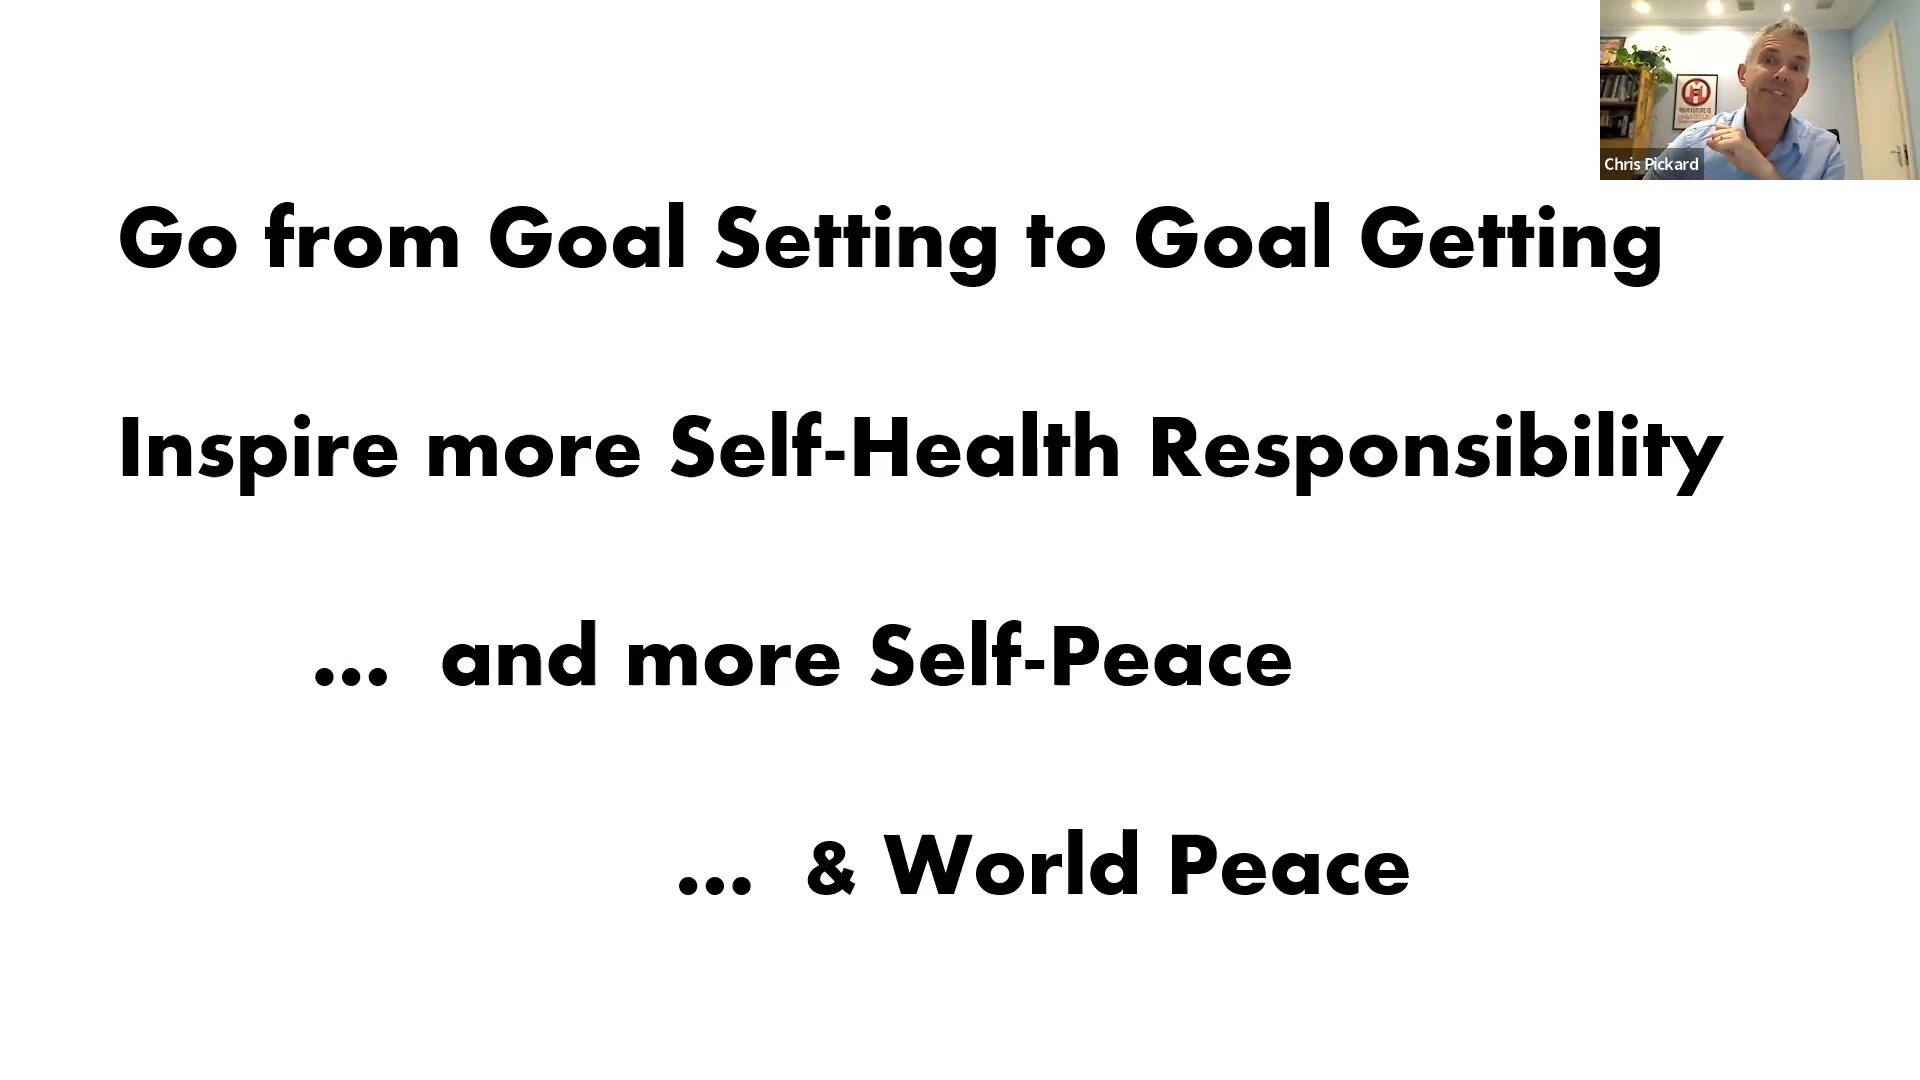 Chris Pickard
Go from Goal Setting to Goal Getting
Inspire more Self-Health Responsibility
... and more Self-Peace
... & World Peace